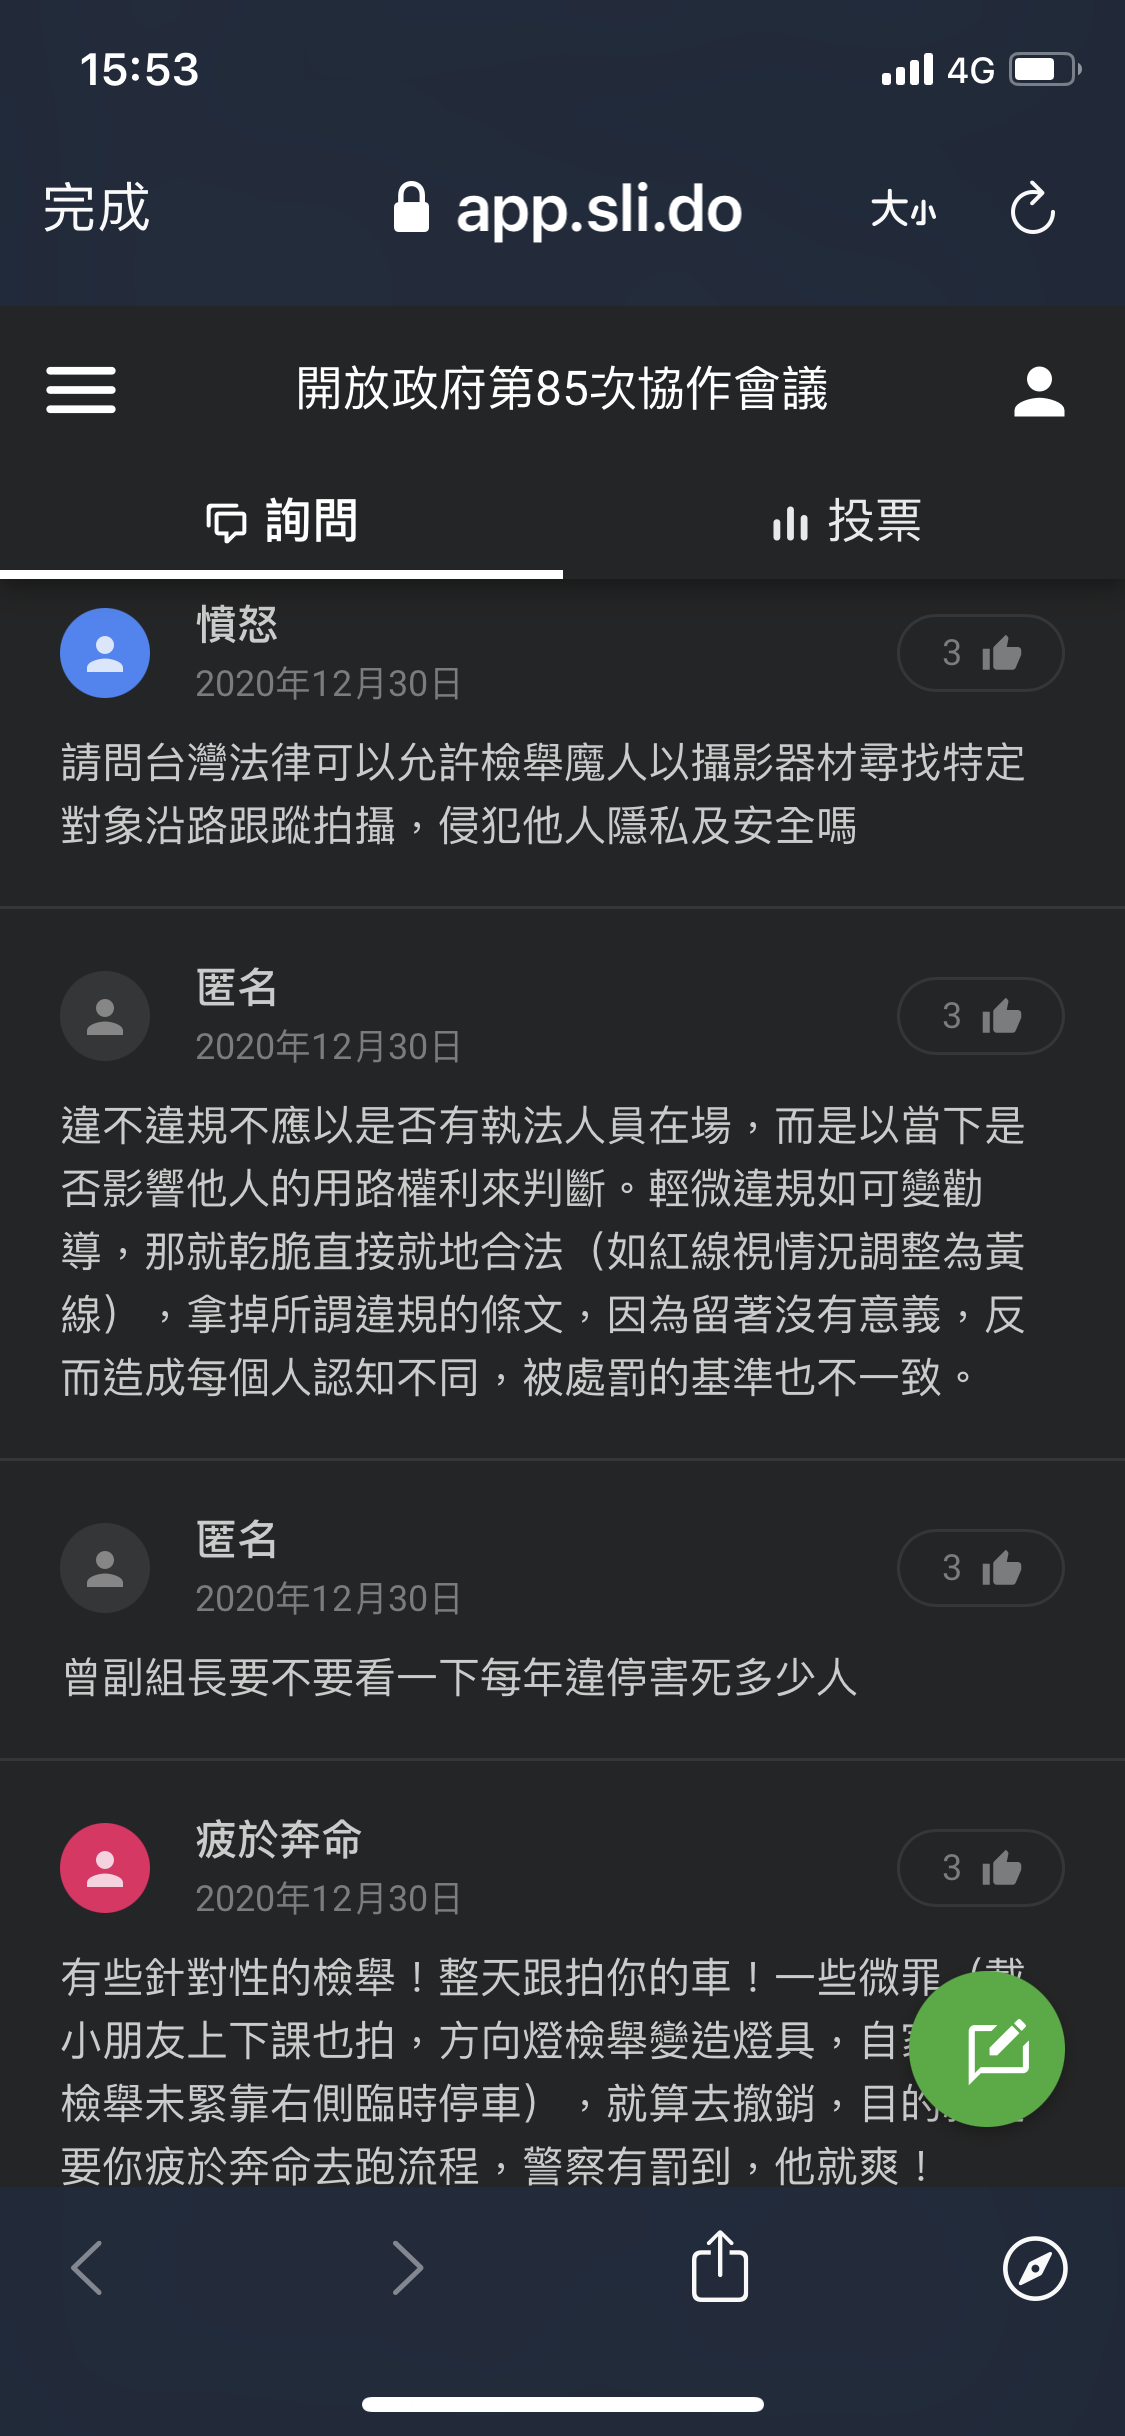 15:53
4G
完成
app.sli.do
大小
開放政府第85次協作會議
詢問
投票
憤怒
3
2020年12月30日
請問台灣法律可以允許檢舉魔人以攝影器材尋找特定
對象沿路跟蹤拍攝，侵犯他人隱私及安全嗎
匿名
3
2020年12月30日
違不違規不應以是否有執法人員在場，而是以當下是
否影響他人的用路權利來判斷。輕微違規如可變勸
導，那就乾脆直接就地合法（如紅線視情況調整為黃
線），拿掉所謂違規的條文，因為留著沒有意義，反
而造成每個人認知不同，被處罰的基準也不一致。
匿名
3
2020年12月30日
曾副組長要不要看一下每年違停害死多少人
疲於奔命
3
2020年12月30日
有些針對性的檢舉！整天跟拍你的車！一些微罪（載
小朋友上下課也拍，方向燈檢舉變造燈具，自
檢舉未緊靠右側臨時停車），就算去撤銷，目的
要你疲於奔命去跑流程，警察有罰到，他就爽！